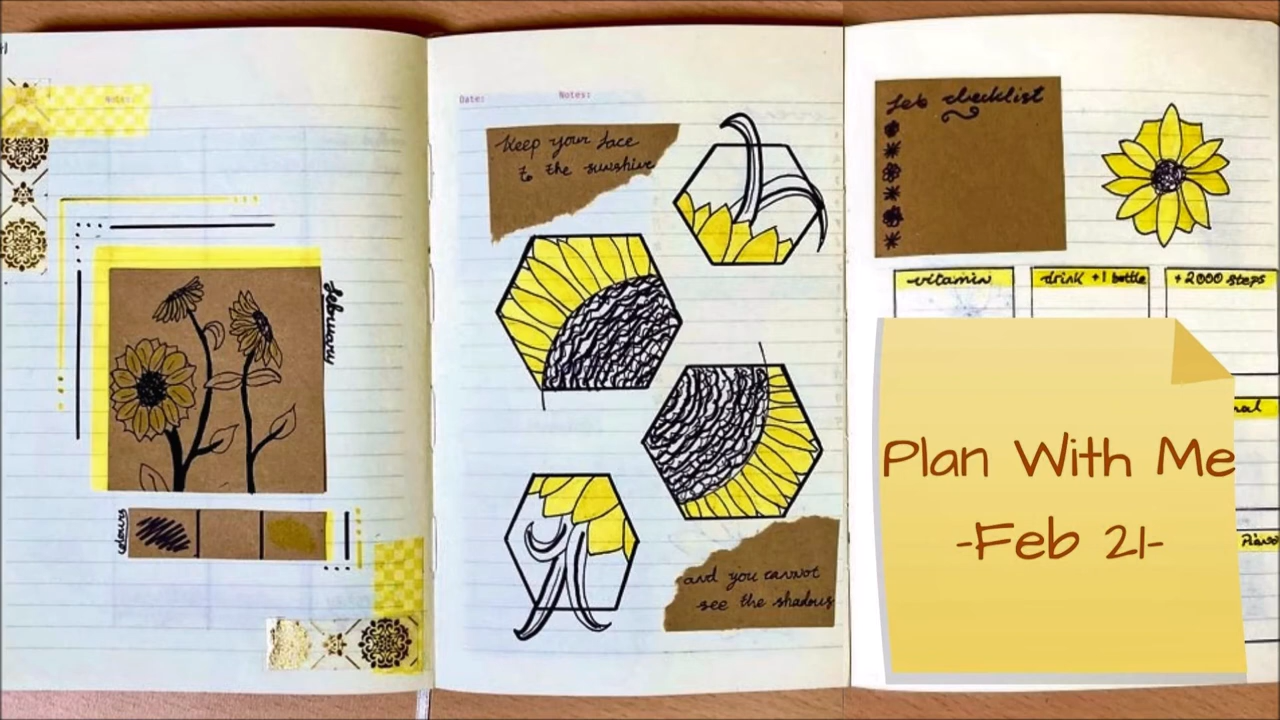 Notes:
february
colours
Date: Notes:
Keep your face
to the sunshine
and you cannot
see the shadows
feb checklist
vitamin
drink +1 bottle
+2000 steps
Plan With Me
-Feb 21-